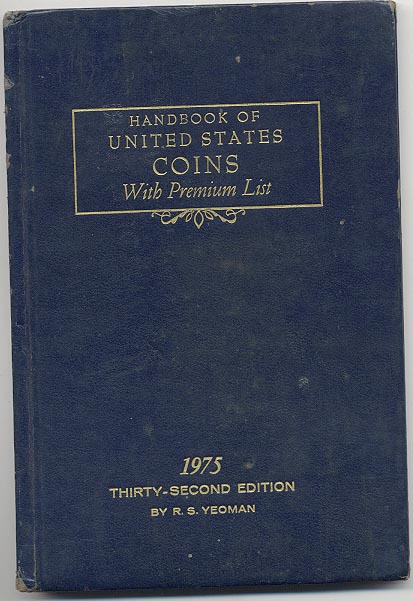 HANDBOOK OF
UNITED STATES
COINS
With Premium List
1975
THIRTY-SECOND EDITION
BY R. S. YEOMAN